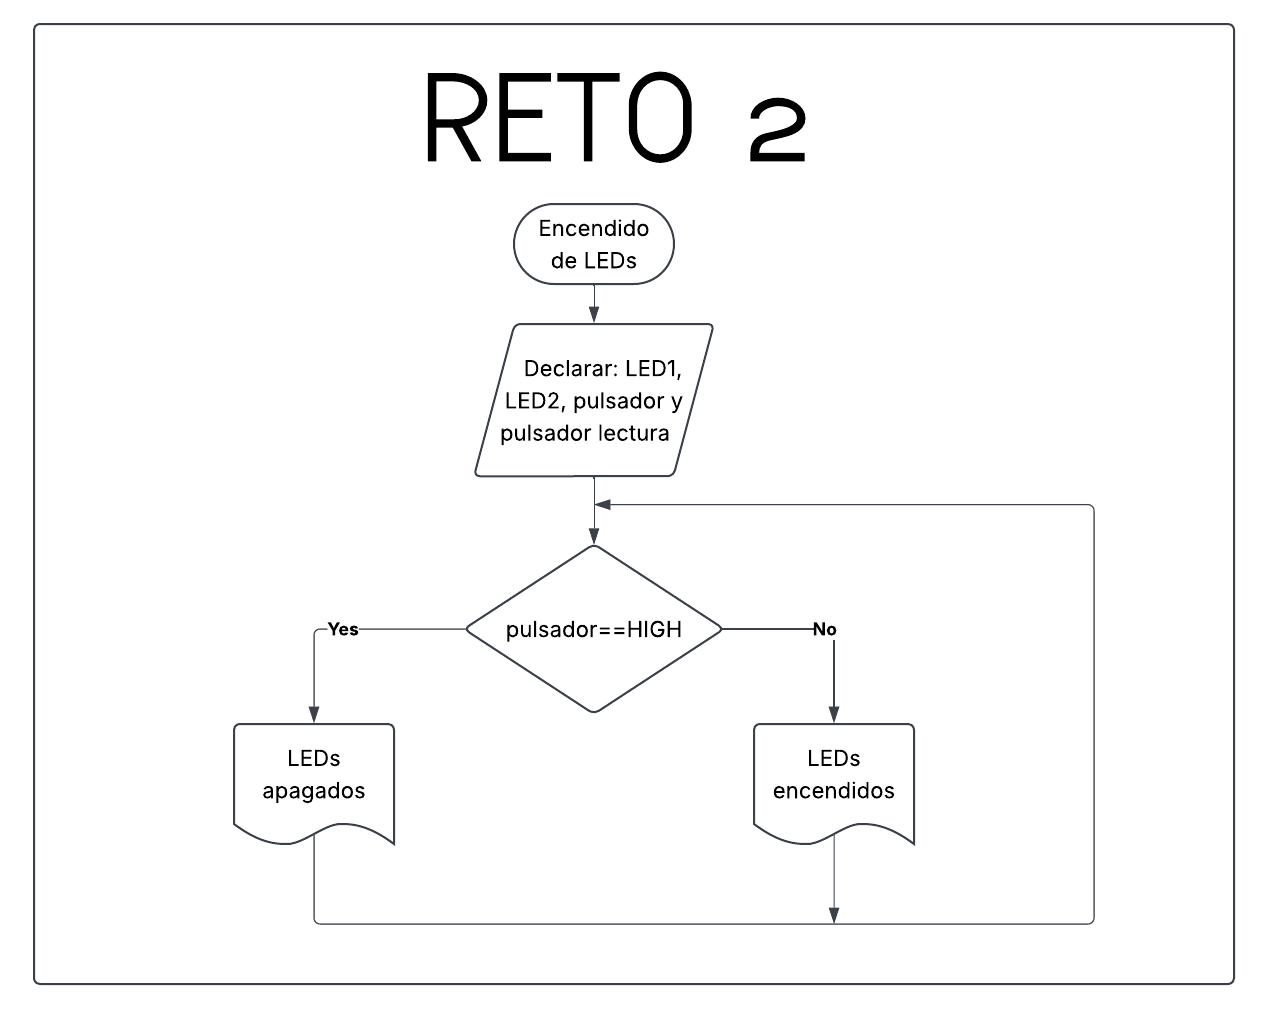 RETO 2
Encendido
de LEDs
Declarar: LED1,
LED2, pulsador y
pulsador lectura
pulsador==HIGH
Yes
No
LEDs
apagados
LEDs
encendidos